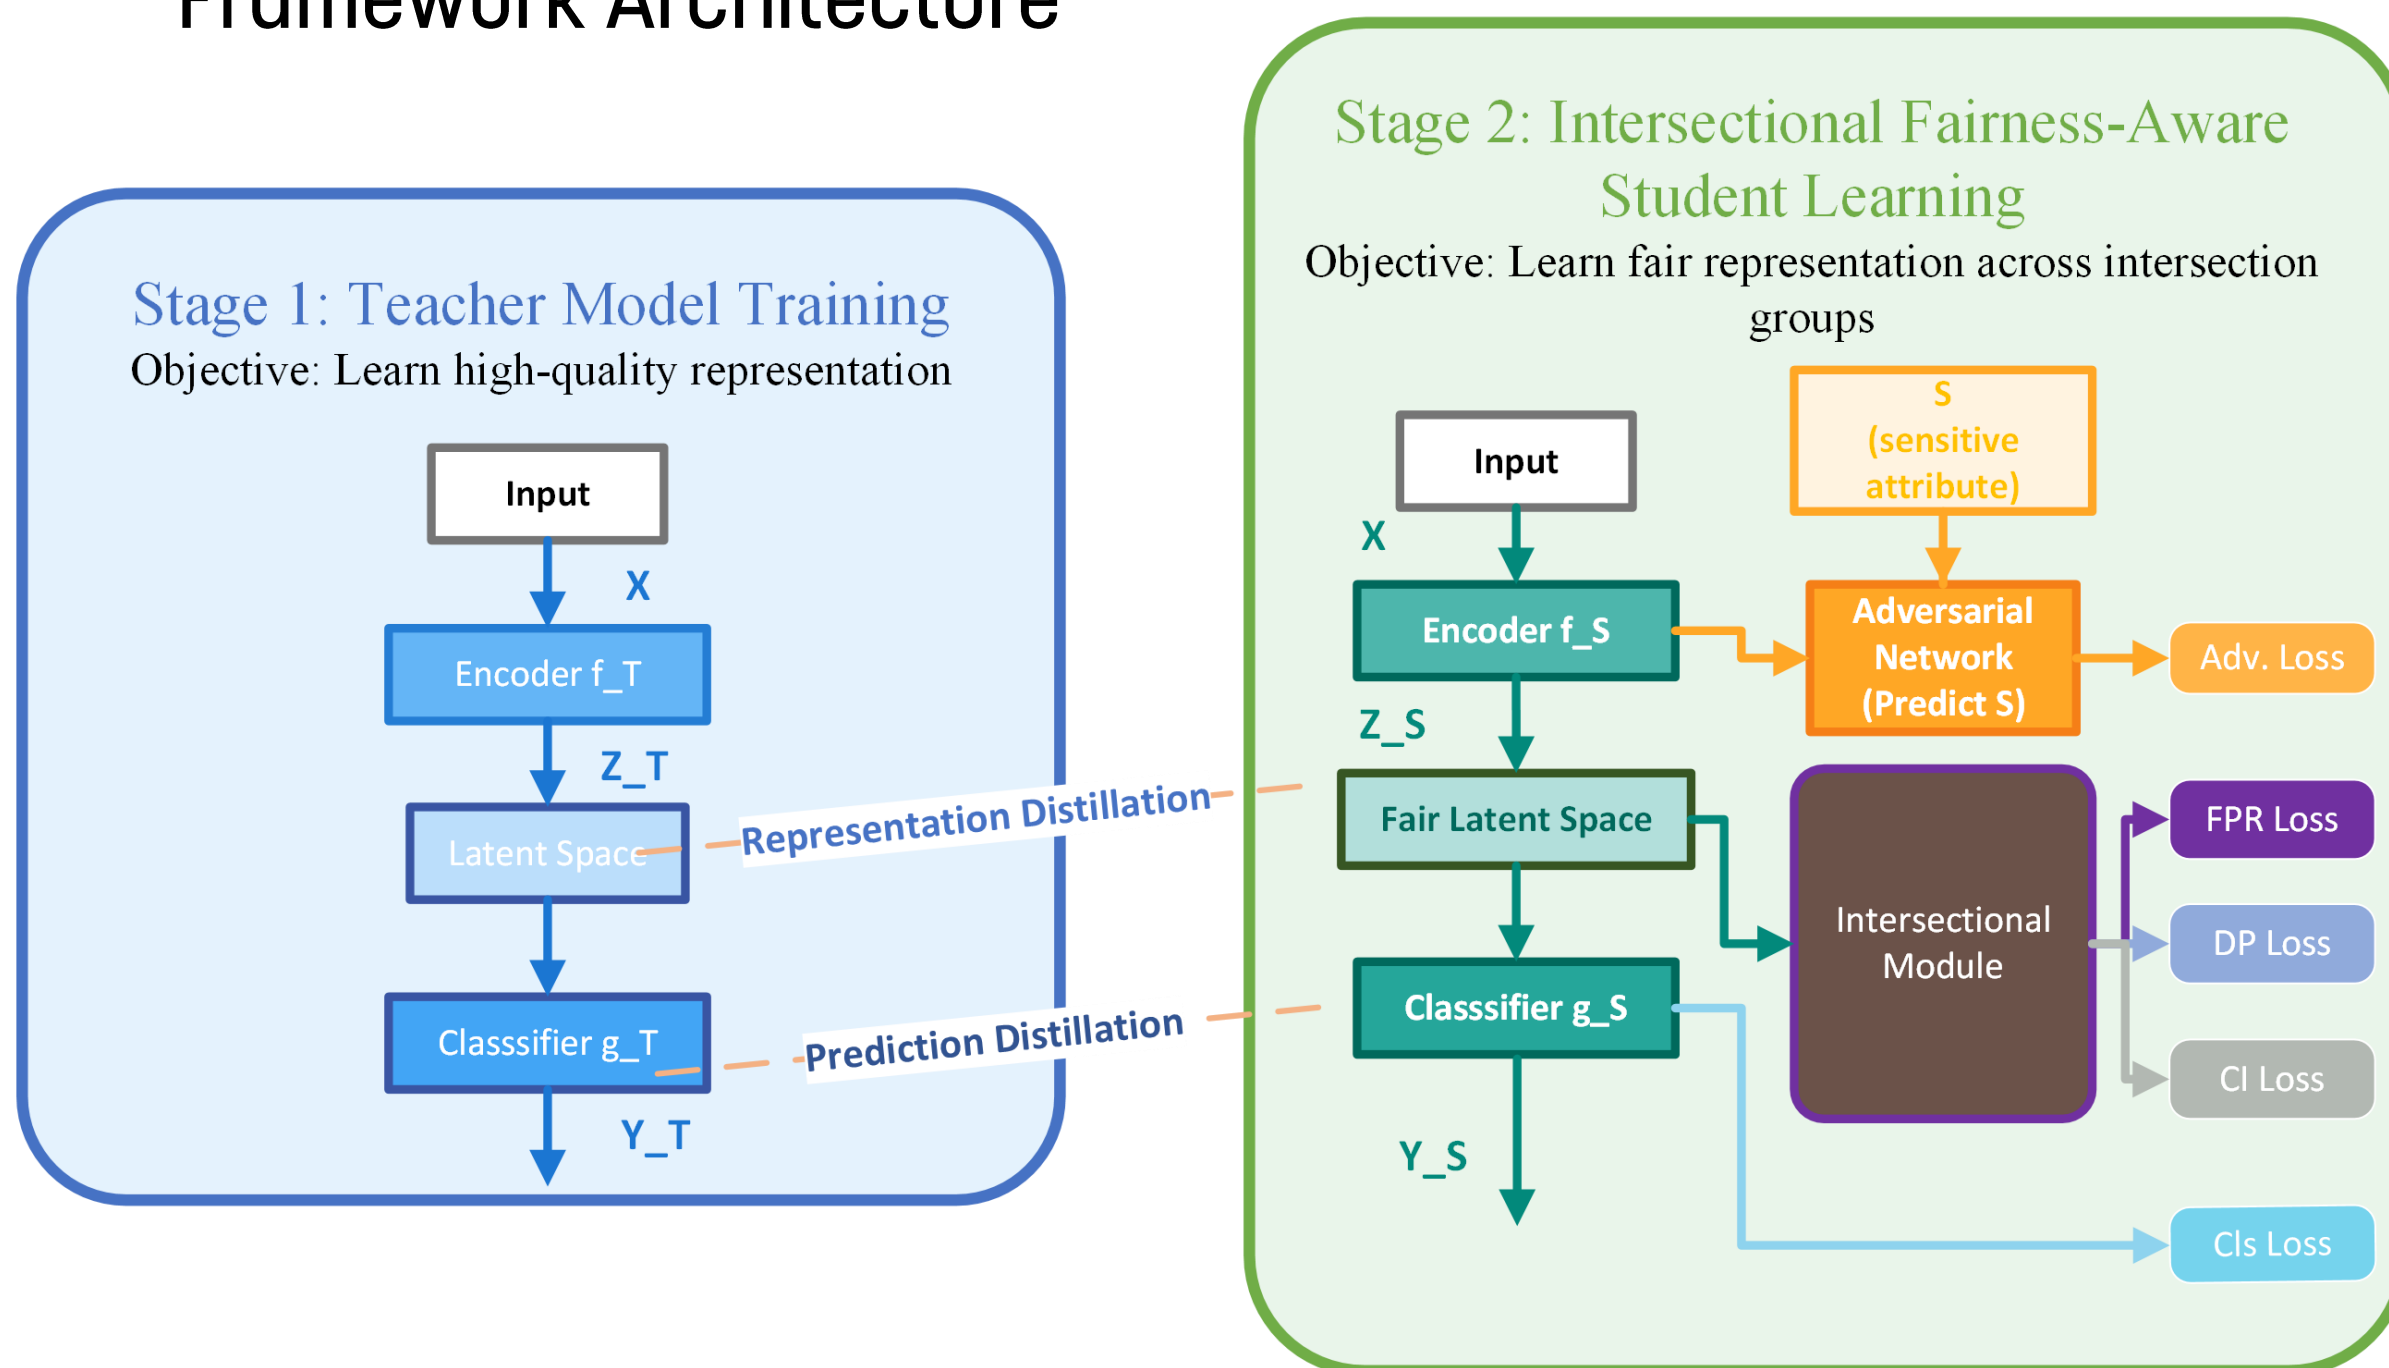 Framework Architecture
Stage 1: Teacher Model Training
Objective: Learn high-quality representation
Input
X
Encoder f_T
Z_T
Latent Space
Classsifier g_T
Y_T
Representation Distillation
Prediction Distillation
Stage 2: Intersectional Fairness-Aware
Student Learning
Objective: Learn fair representation across intersection
groups
Input
X
Encoder f_S
Z_S
Fair Latent Space
Classsifier g_S
Y_S
S
(sensitive
attribute)
Adversarial
Network
(Predict S)
Intersectional
Module
Adv. Loss
FPR Loss
DP Loss
CI Loss
Cls Loss